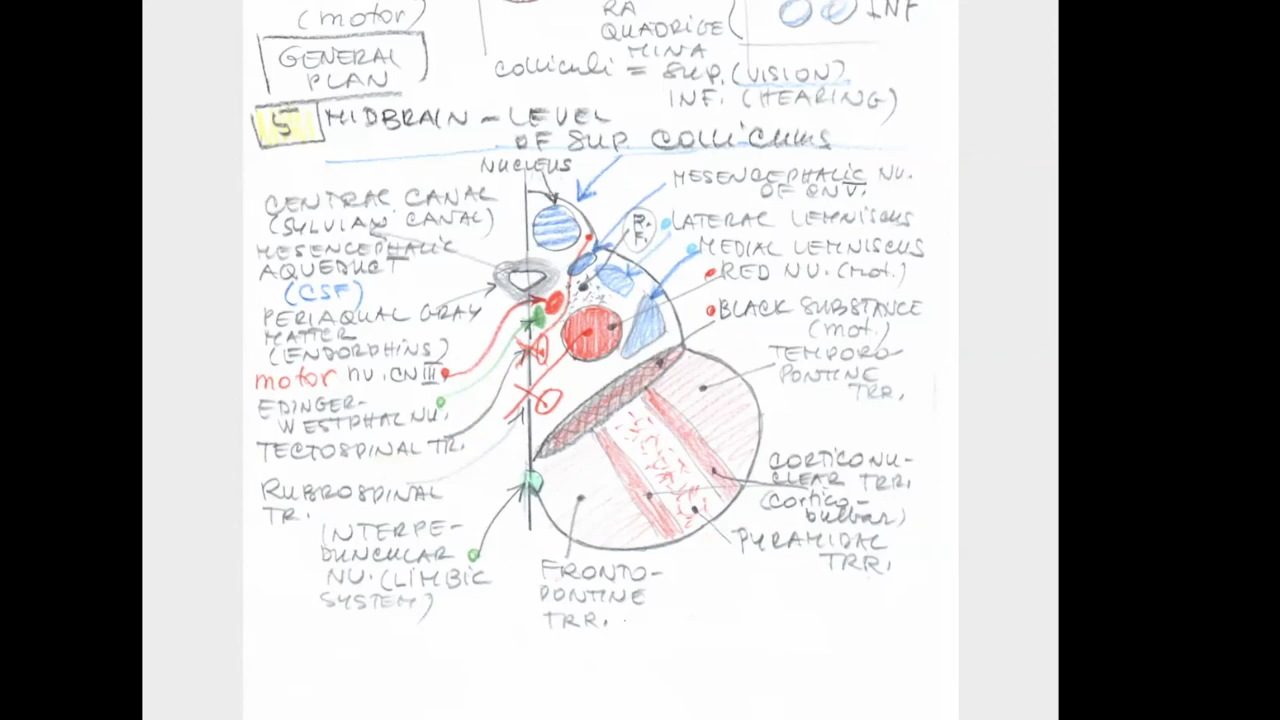 (motor)
GENERAL
PLAN
RA
QUADRIGE
MINA
INF
colliculi = SUP. (VISION)
INF. (HEARING)
5 MIDBRAIN - LEVEL
OF SUP. COLLICULUS
NUCLEUS
MESENCEPHALIC NU.
OF CNV.
CENTRAL CANAL
(SYLVIAN CANAL)
MESENCEPHALIC
AQUEDUCT
(CSF)
PERIAQUAL GRAY
MATTER
(ENDORPHINS)
motor nu. CN III
EDINGER-
WESTPHAL NU.
TECTOSPINAL TR.
RUBROSPINAL
TR.
INTERPE-
DUNCULAR
NU. (LIMBIC
SYSTEM)
R.
F.
LATERAL LEMNISCUS
MEDIAL LEMNISCUS
RED NU. (mot.)
BLACK SUBSTANCE
(mot.)
TEMPORO-
PONTINE
TRR.
CORTICONU-
CLEAR TRR.
(cortico-
bulbar)
PYRAMIDAL
TRR.
FRONTO-
PONTINE
TRR.